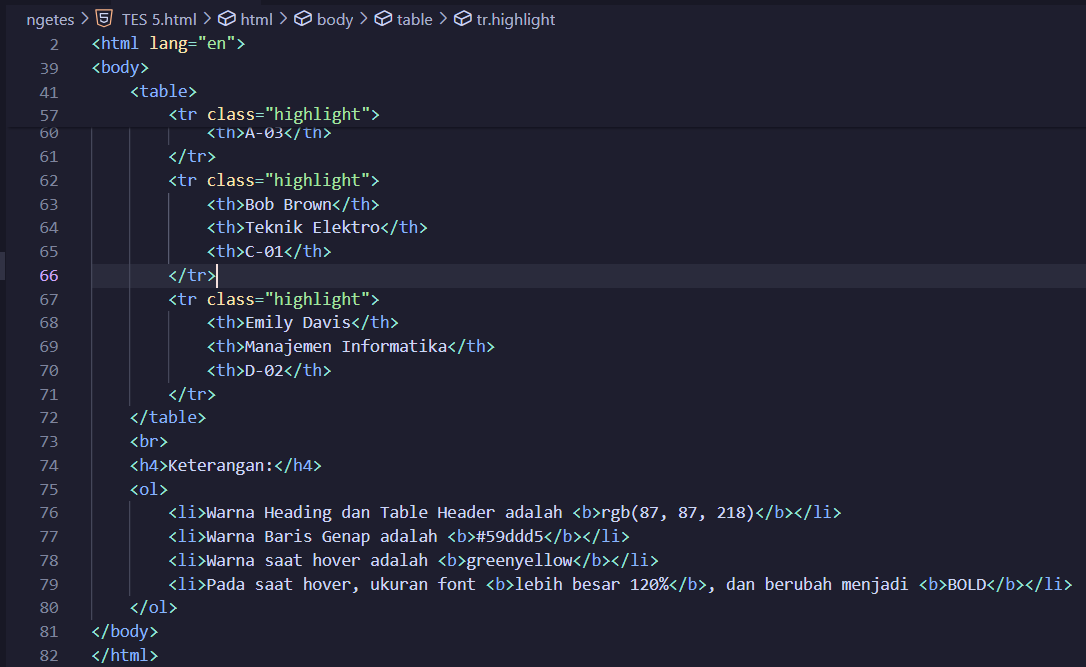 ngetes > TES 5.html > html > body > table > tr.highlight
2 <html lang="en">
39 <body>
41 <table>
57 <tr class="highlight">
60 <th>A-03</th>
61 </tr>
62 <tr class="highlight">
63 <th>Bob Brown</th>
64 <th>Teknik Elektro</th>
65 <th>C-01</th>
66 </tr>
67 <tr class="highlight">
68 <th>Emily Davis</th>
69 <th>Manajemen Informatika</th>
70 <th>D-02</th>
71 </tr>
72 </table>
73 <br>
74 <h4>Keterangan:</h4>
75 <ol>
76 <li>Warna Heading dan Table Header adalah <b>rgb(87, 87, 218)</b></li>
77 <li>Warna Baris Genap adalah <b>#59ddd5</b></li>
78 <li>Warna saat hover adalah <b>greenyellow</b></li>
79 <li>Pada saat hover, ukuran font <b>lebih besar 120%</b>, dan berubah menjadi <b>BOLD</b></li>
80 </ol>
81 </body>
82 </html>